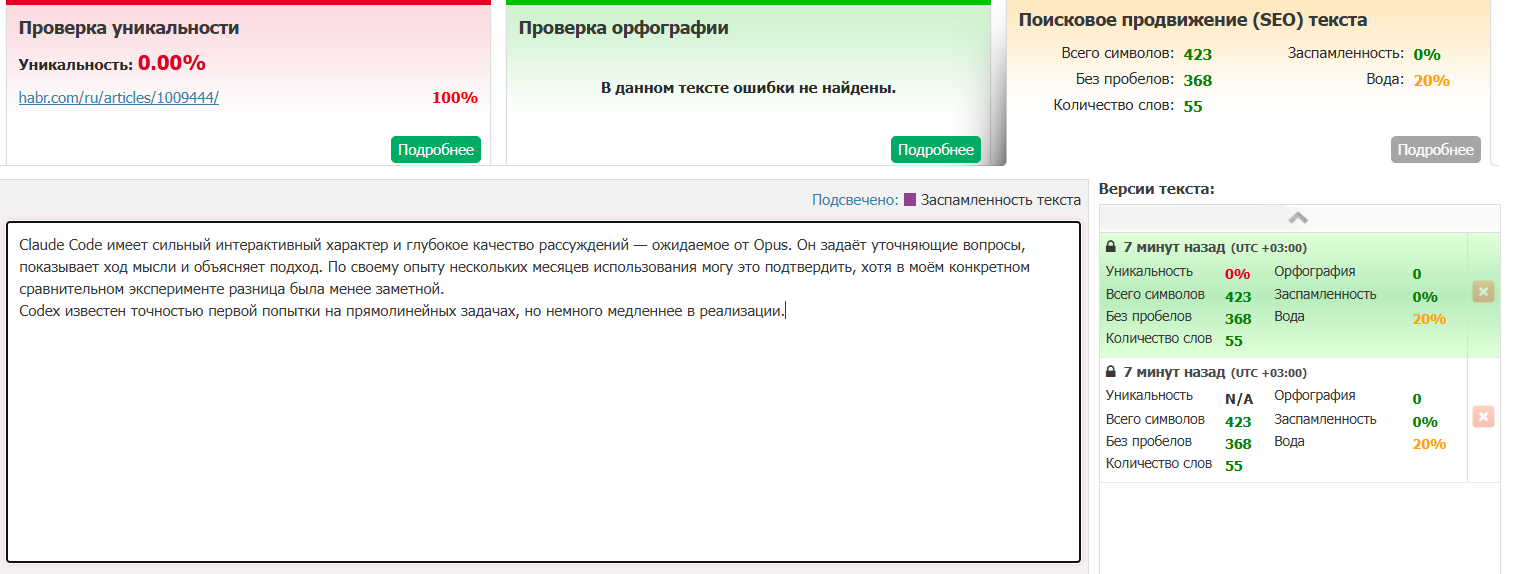 Проверка уникальности
Уникальность: 0.00%
habr.com/ru/articles/1009444/ 100%
Подробнее
Проверка орфографии
В данном тексте ошибки не найдены.
Подробнее
Поисковое продвижение (SEO) текста
Всего символов: 423 Заспамленность: 0%
Без пробелов: 368 Вода: 20%
Количество слов: 55
Подробнее
Подсвечено: Заспамленность текста
Claude Code имеет сильный интерактивный характер и глубокое качество рассуждений — ожидаемое от Opus. Он задаёт уточняющие вопросы,
показывает ход мысли и объясняет подход. По своему опыту нескольких месяцев использования могу это подтвердить, хотя в моём конкретном
сравнительном эксперименте разница была менее заметной.
Codex известен точностью первой попытки на прямолинейных задачах, но немного медленнее в реализации.
Версии текста:
7 минут назад (UTC +03:00)
Уникальность 0% Орфография 0
Всего символов 423 Заспамленность 0%
Без пробелов 368 Вода 20%
Количество слов 55
7 минут назад (UTC +03:00)
Уникальность N/A Орфография 0
Всего символов 423 Заспамленность 0%
Без пробелов 368 Вода 20%
Количество слов 55